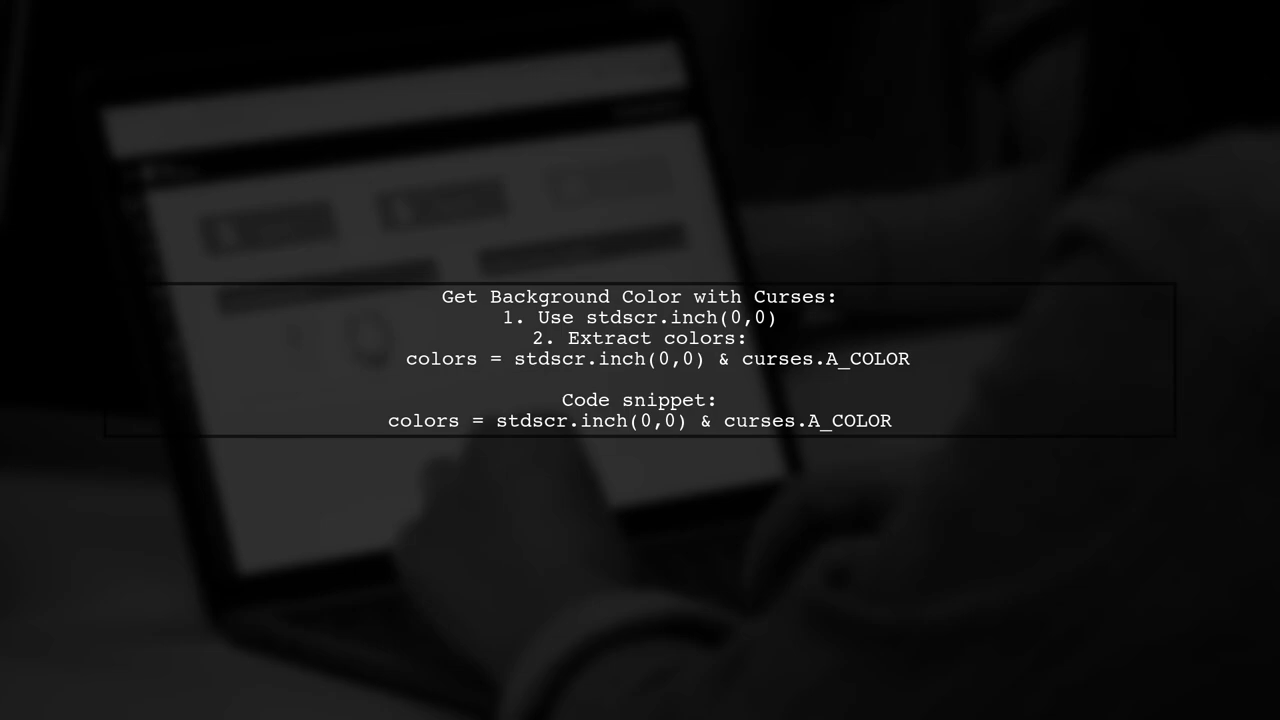 Get Background Color with Curses:
1. Use stdscr.inch(0,0)
2. Extract colors:
colors = stdscr.inch(0,0) & curses.A_COLOR
Code snippet:
colors = stdscr.inch(0,0) & curses.A_COLOR